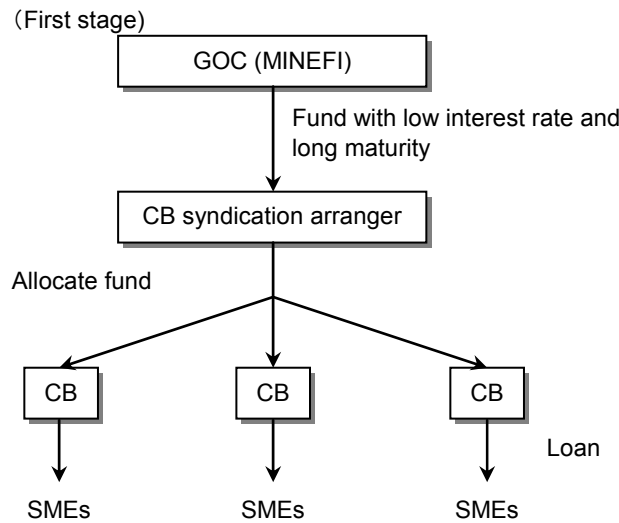 （First stage)
GOC (MINEFI)
Fund with low interest rate and
long maturity
CB syndication arranger
Allocate fund
CB CB CB
Loan
SMEs SMEs SMEs